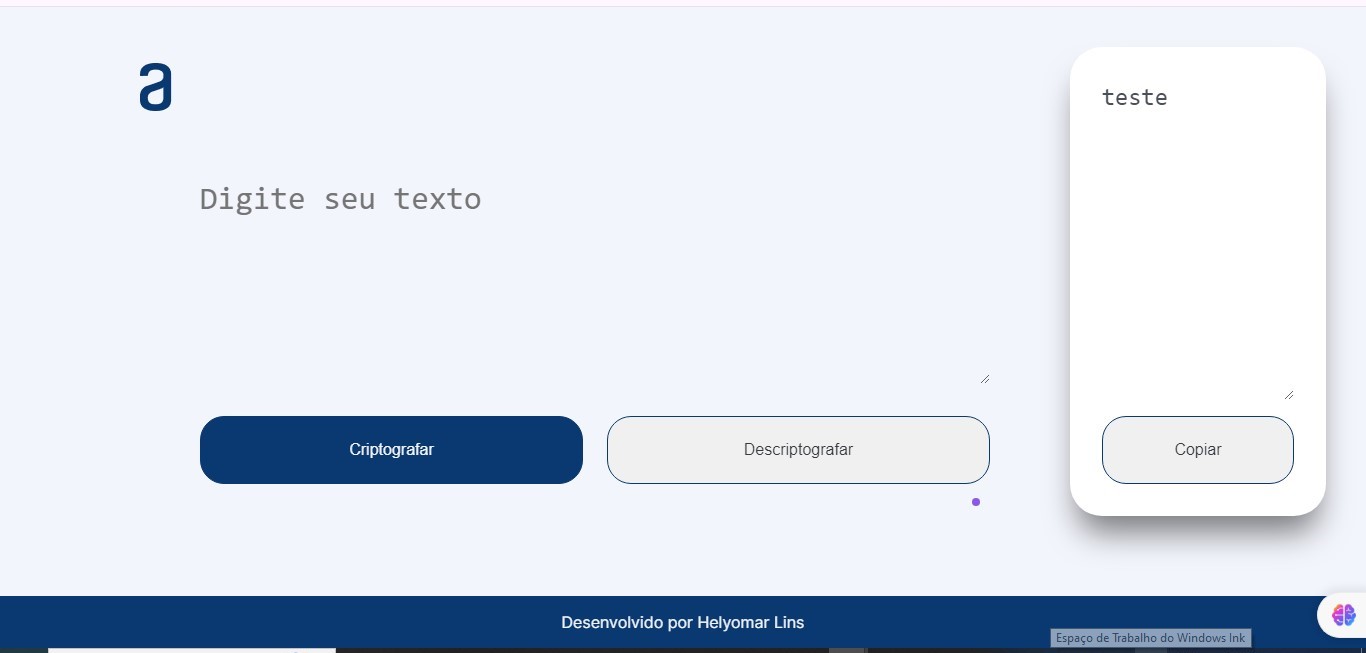 a
teste
Digite seu texto
Criptografar
Descriptografar
Copiar
Desenvolvido por Helyomar Lins
Espaço de Trabalho do Windows Ink